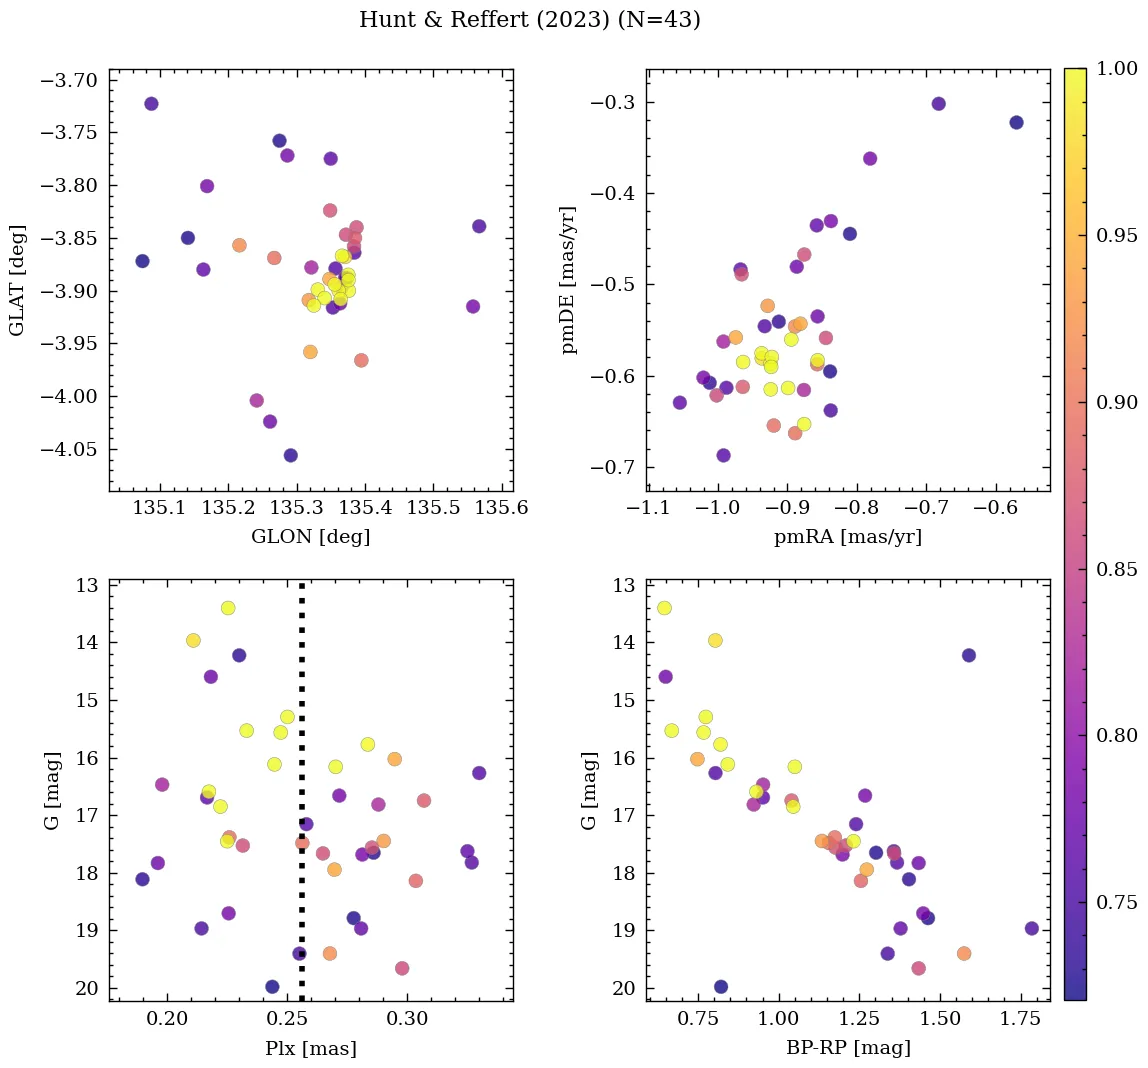 Hunt & Reffert (2023) (N=43)
−3.70
−3.75
−3.80
−3.85
−3.90
−3.95
−4.00
−4.05
GLAT [deg]
135.1 135.2 135.3 135.4 135.5 135.6
GLON [deg]
−0.3
−0.4
−0.5
−0.6
−0.7
pmDE [mas/yr]
−1.1 −1.0 −0.9 −0.8 −0.7 −0.6
pmRA [mas/yr]
13
14
15
16
17
18
19
20
G [mag]
0.20 0.25 0.30
Plx [mas]
13
14
15
16
17
18
19
20
G [mag]
0.75 1.00 1.25 1.50 1.75
BP-RP [mag]
1.00
0.95
0.90
0.85
0.80
0.75